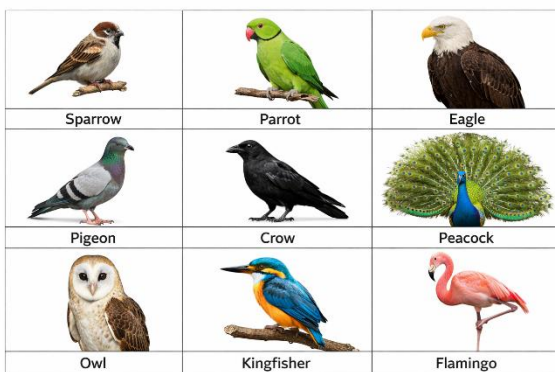 Sparrow
Parrot
Eagle
Pigeon
Crow
Peacock
Owl
Kingfisher
Flamingo